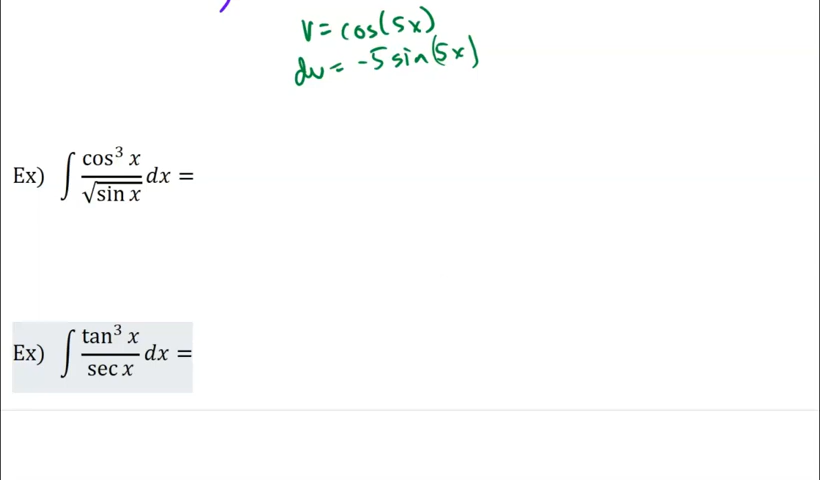 v = cos(5x)
dv = -5 sin(5x)
Ex) ∫ cos³ x / √sin x dx =
Ex) ∫ tan³ x / sec x dx =